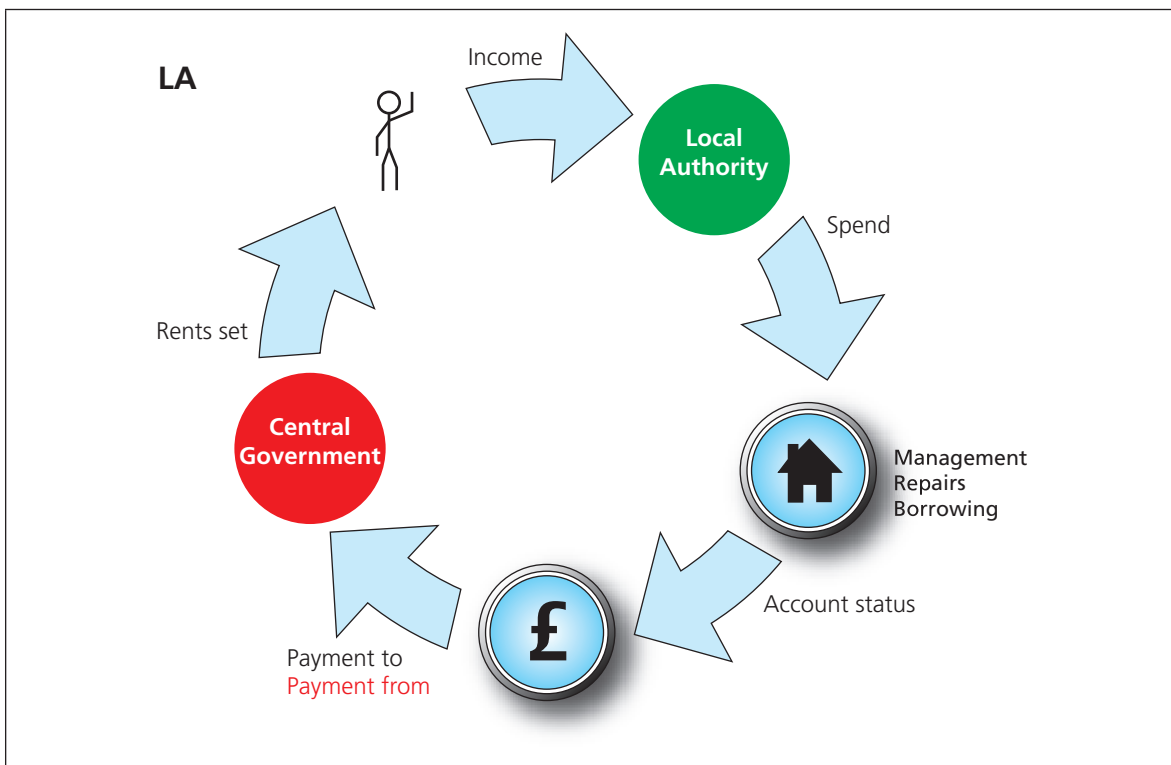 LA
Income
Local
Authority
Spend
Management
Repairs
Borrowing
Account status
£
Payment to
Payment from
Central
Government
Rents set